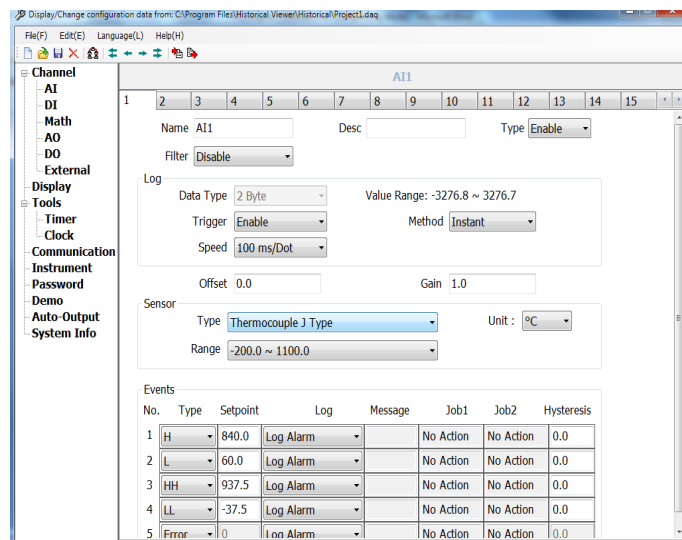 Display/Change configuration data from: C:\Program Files\Historical Viewer\Historical\Project1.daq
File(F) Edit(E) Language(L) Help(H)
Channel
AI
DI
Math
AO
DO
External
Display
Tools
Timer
Clock
Communication
Instrument
Password
Demo
Auto-Output
System Info
AI1
1 2 3 4 5 6 7 8 9 10 11 12 13 14 15
Name AI1 Desc Type Enable
Filter Disable
Log
Data Type 2 Byte Value Range: -3276.8 ~ 3276.7
Trigger Enable Method Instant
Speed 100 ms/Dot
Offset 0.0 Gain 1.0
Sensor
Type Thermocouple J Type Unit : °C
Range -200.0 ~ 1100.0
Events
No. Type Setpoint Log Message Job1 Job2 Hysteresis
1 H 840.0 Log Alarm No Action No Action 0.0
2 L 60.0 Log Alarm No Action No Action 0.0
3 HH 937.5 Log Alarm No Action No Action 0.0
4 LL -37.5 Log Alarm No Action No Action 0.0
5 Error 0 Log Alarm No Action No Action 0.0